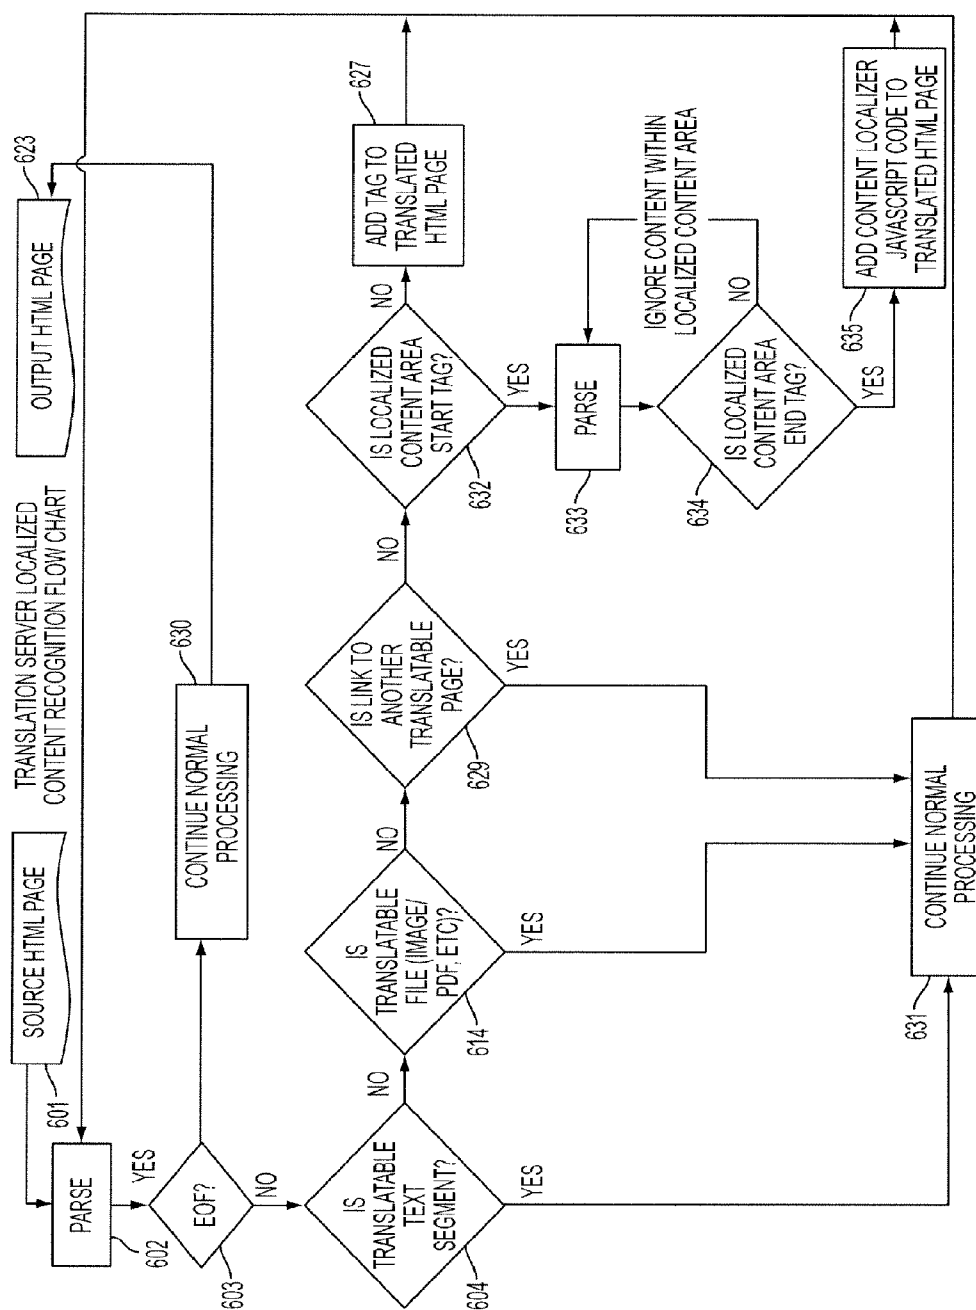 TRANSLATION SERVER LOCALIZED
CONTENT RECOGNITION FLOW CHART
SOURCE HTML PAGE
601
PARSE
602
YES
EOF?
603
NO
CONTINUE NORMAL
PROCESSING
630
OUTPUT HTML PAGE
623
IS
TRANSLATABLE
TEXT
SEGMENT?
604
NO
YES
IS
TRANSLATABLE
FILE (IMAGE/
PDF, ETC)?
614
NO
YES
IS LINK TO
ANOTHER
TRANSLATABLE
PAGE?
629
NO
YES
IS LOCALIZED
CONTENT AREA
START TAG?
632
NO
YES
ADD TAG TO
TRANSLATED
HTML PAGE
627
PARSE
633
IGNORE CONTENT WITHIN
LOCALIZED CONTENT AREA
IS LOCALIZED
CONTENT AREA
END TAG?
634
NO
YES
ADD CONTENT LOCALIZER
JAVASCRIPT CODE TO
TRANSLATED HTML PAGE
635
CONTINUE NORMAL
PROCESSING
631